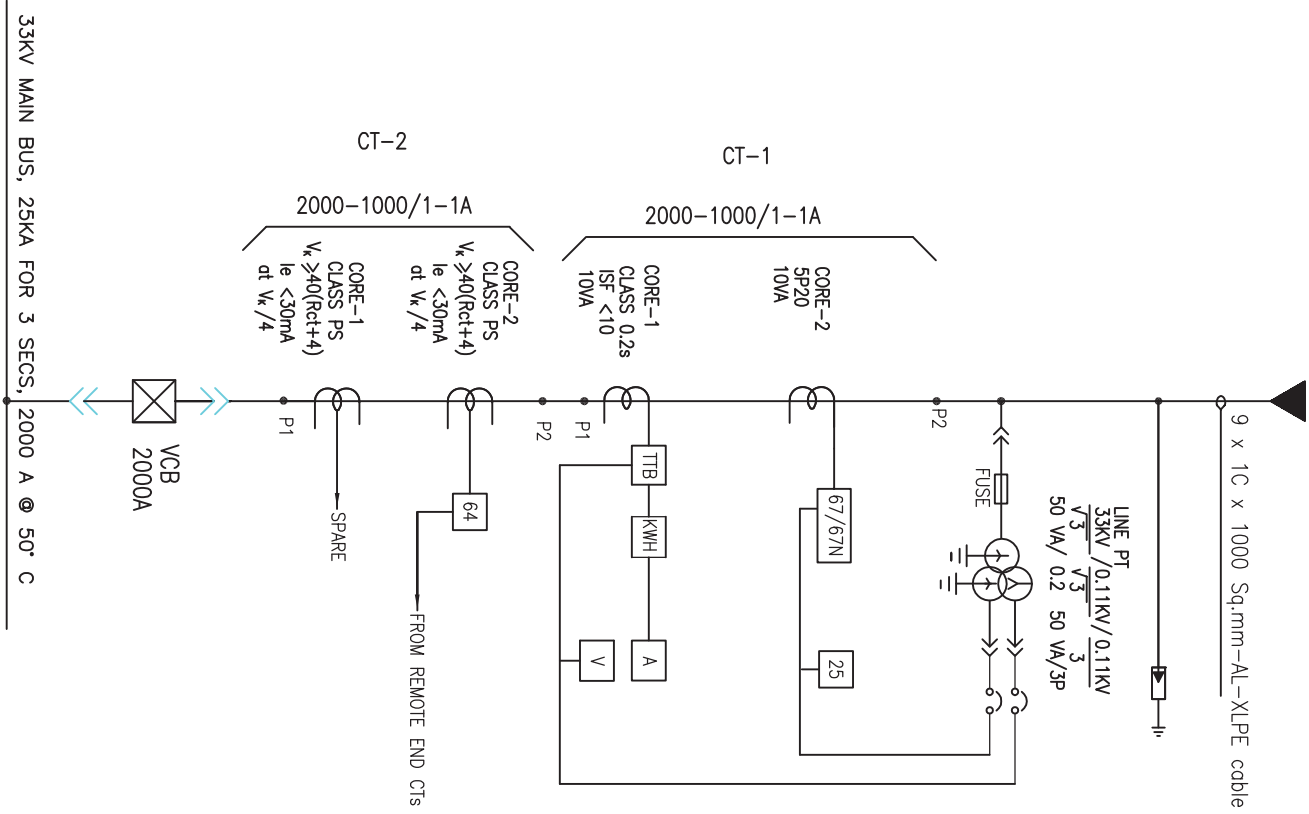 33KV MAIN BUS, 25KA FOR 3 SECS, 2000 A @ 50° C
VCB
2000A
CT-2
2000-1000/1-1A
CORE-1
CLASS PS
VK >40(Rct+4)
Ie <30mA
at VK/4
CORE-2
CLASS PS
VK >40(Rct+4)
Ie <30mA
at VK/4
P1
SPARE
64
FROM REMOTE END CTs
P2
CT-1
2000-1000/1-1A
CORE-1
CLASS 0.2s
ISF <10
10VA
CORE-2
5P20
10VA
P1
TTB
KWH
A
V
67/67N
25
P2
FUSE
LINE PT
33KV /0.11KV/0.11KV
√3 √3 3
50 VA/ 0.2 50 VA/3P
9 x 1C x 1000 Sq.mm-AL-XLPE cable